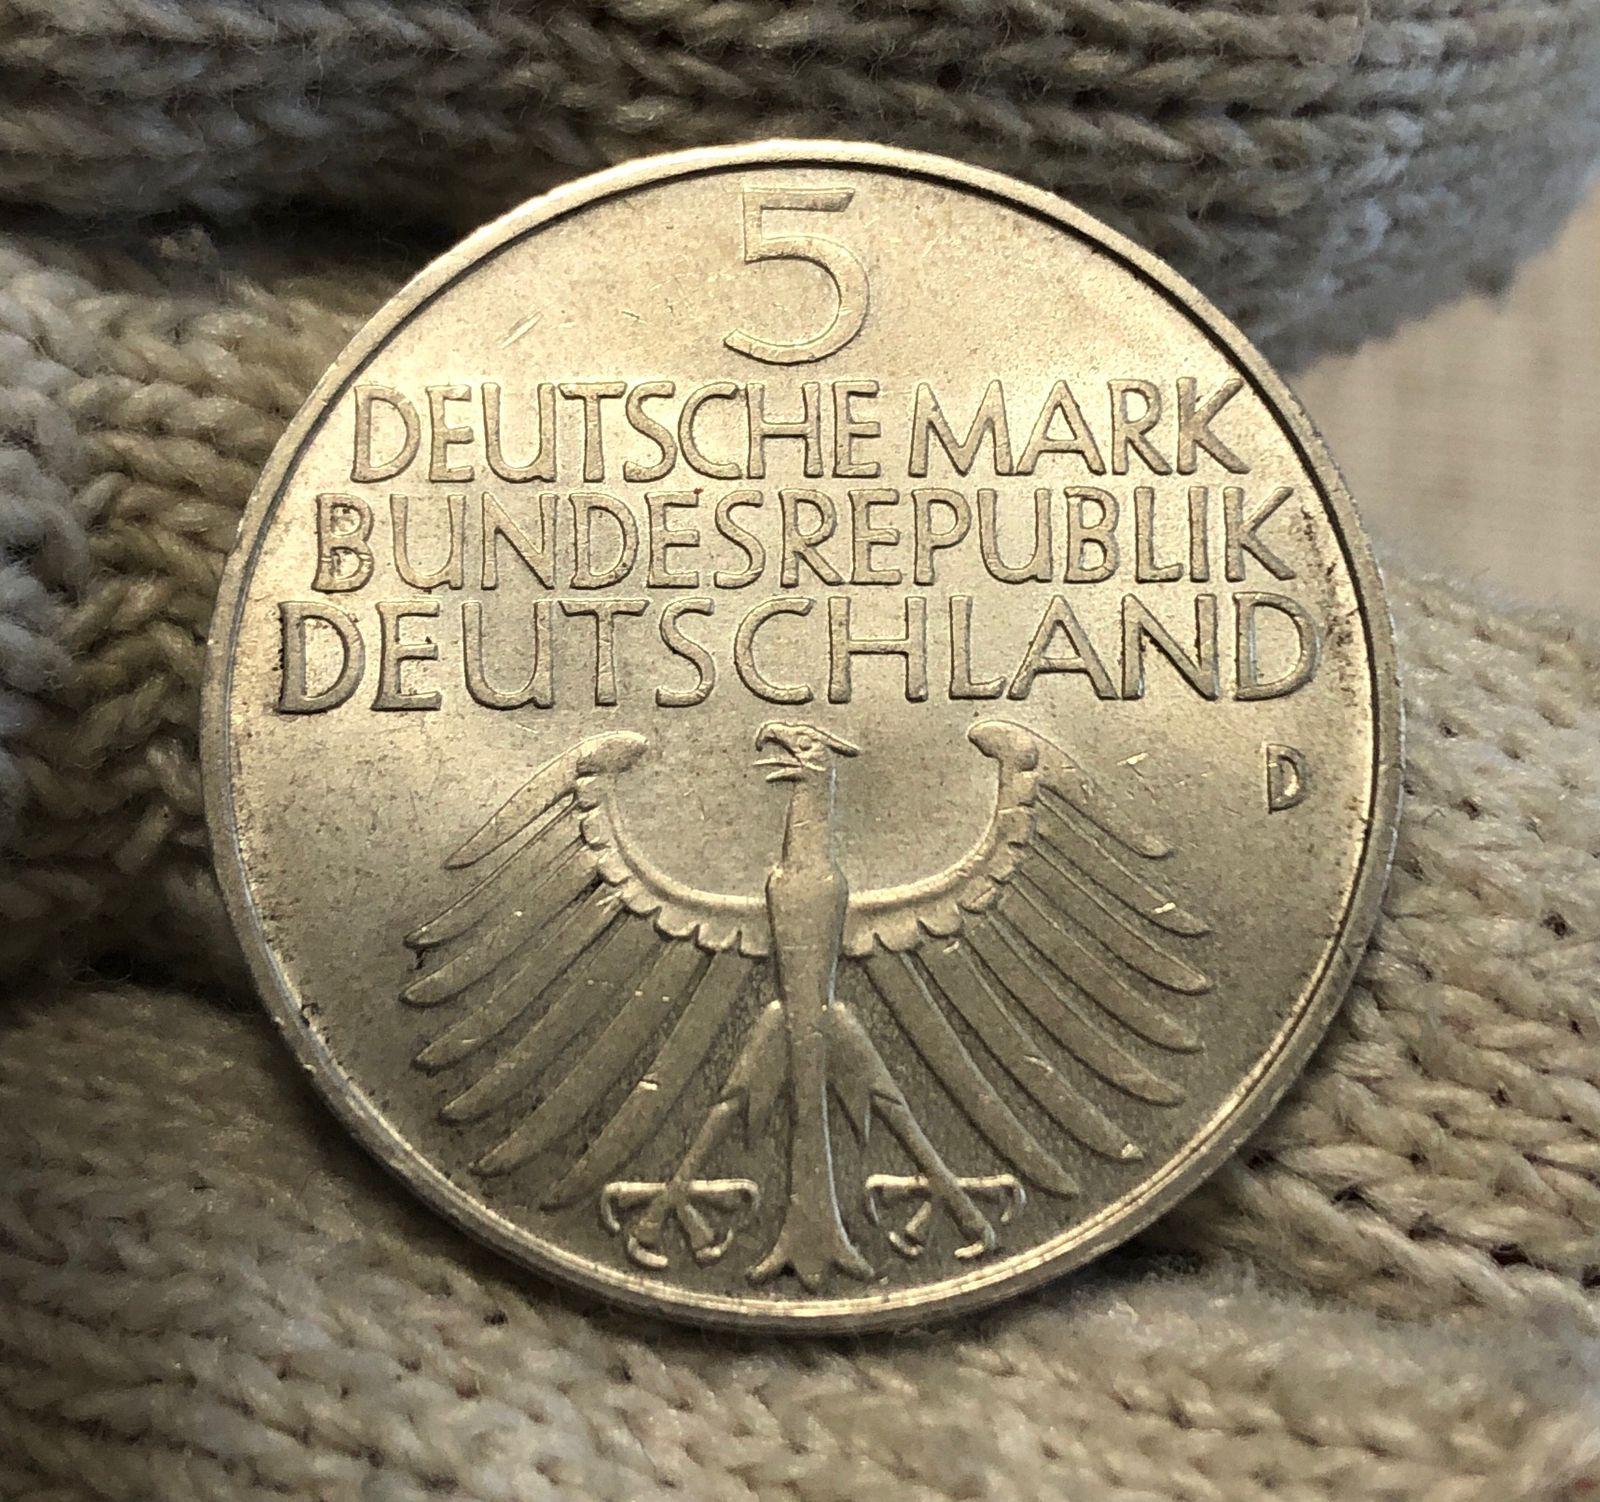 5
DEUTSCHE MARK
BUNDESREPUBLIK
DEUTSCHLAND
D